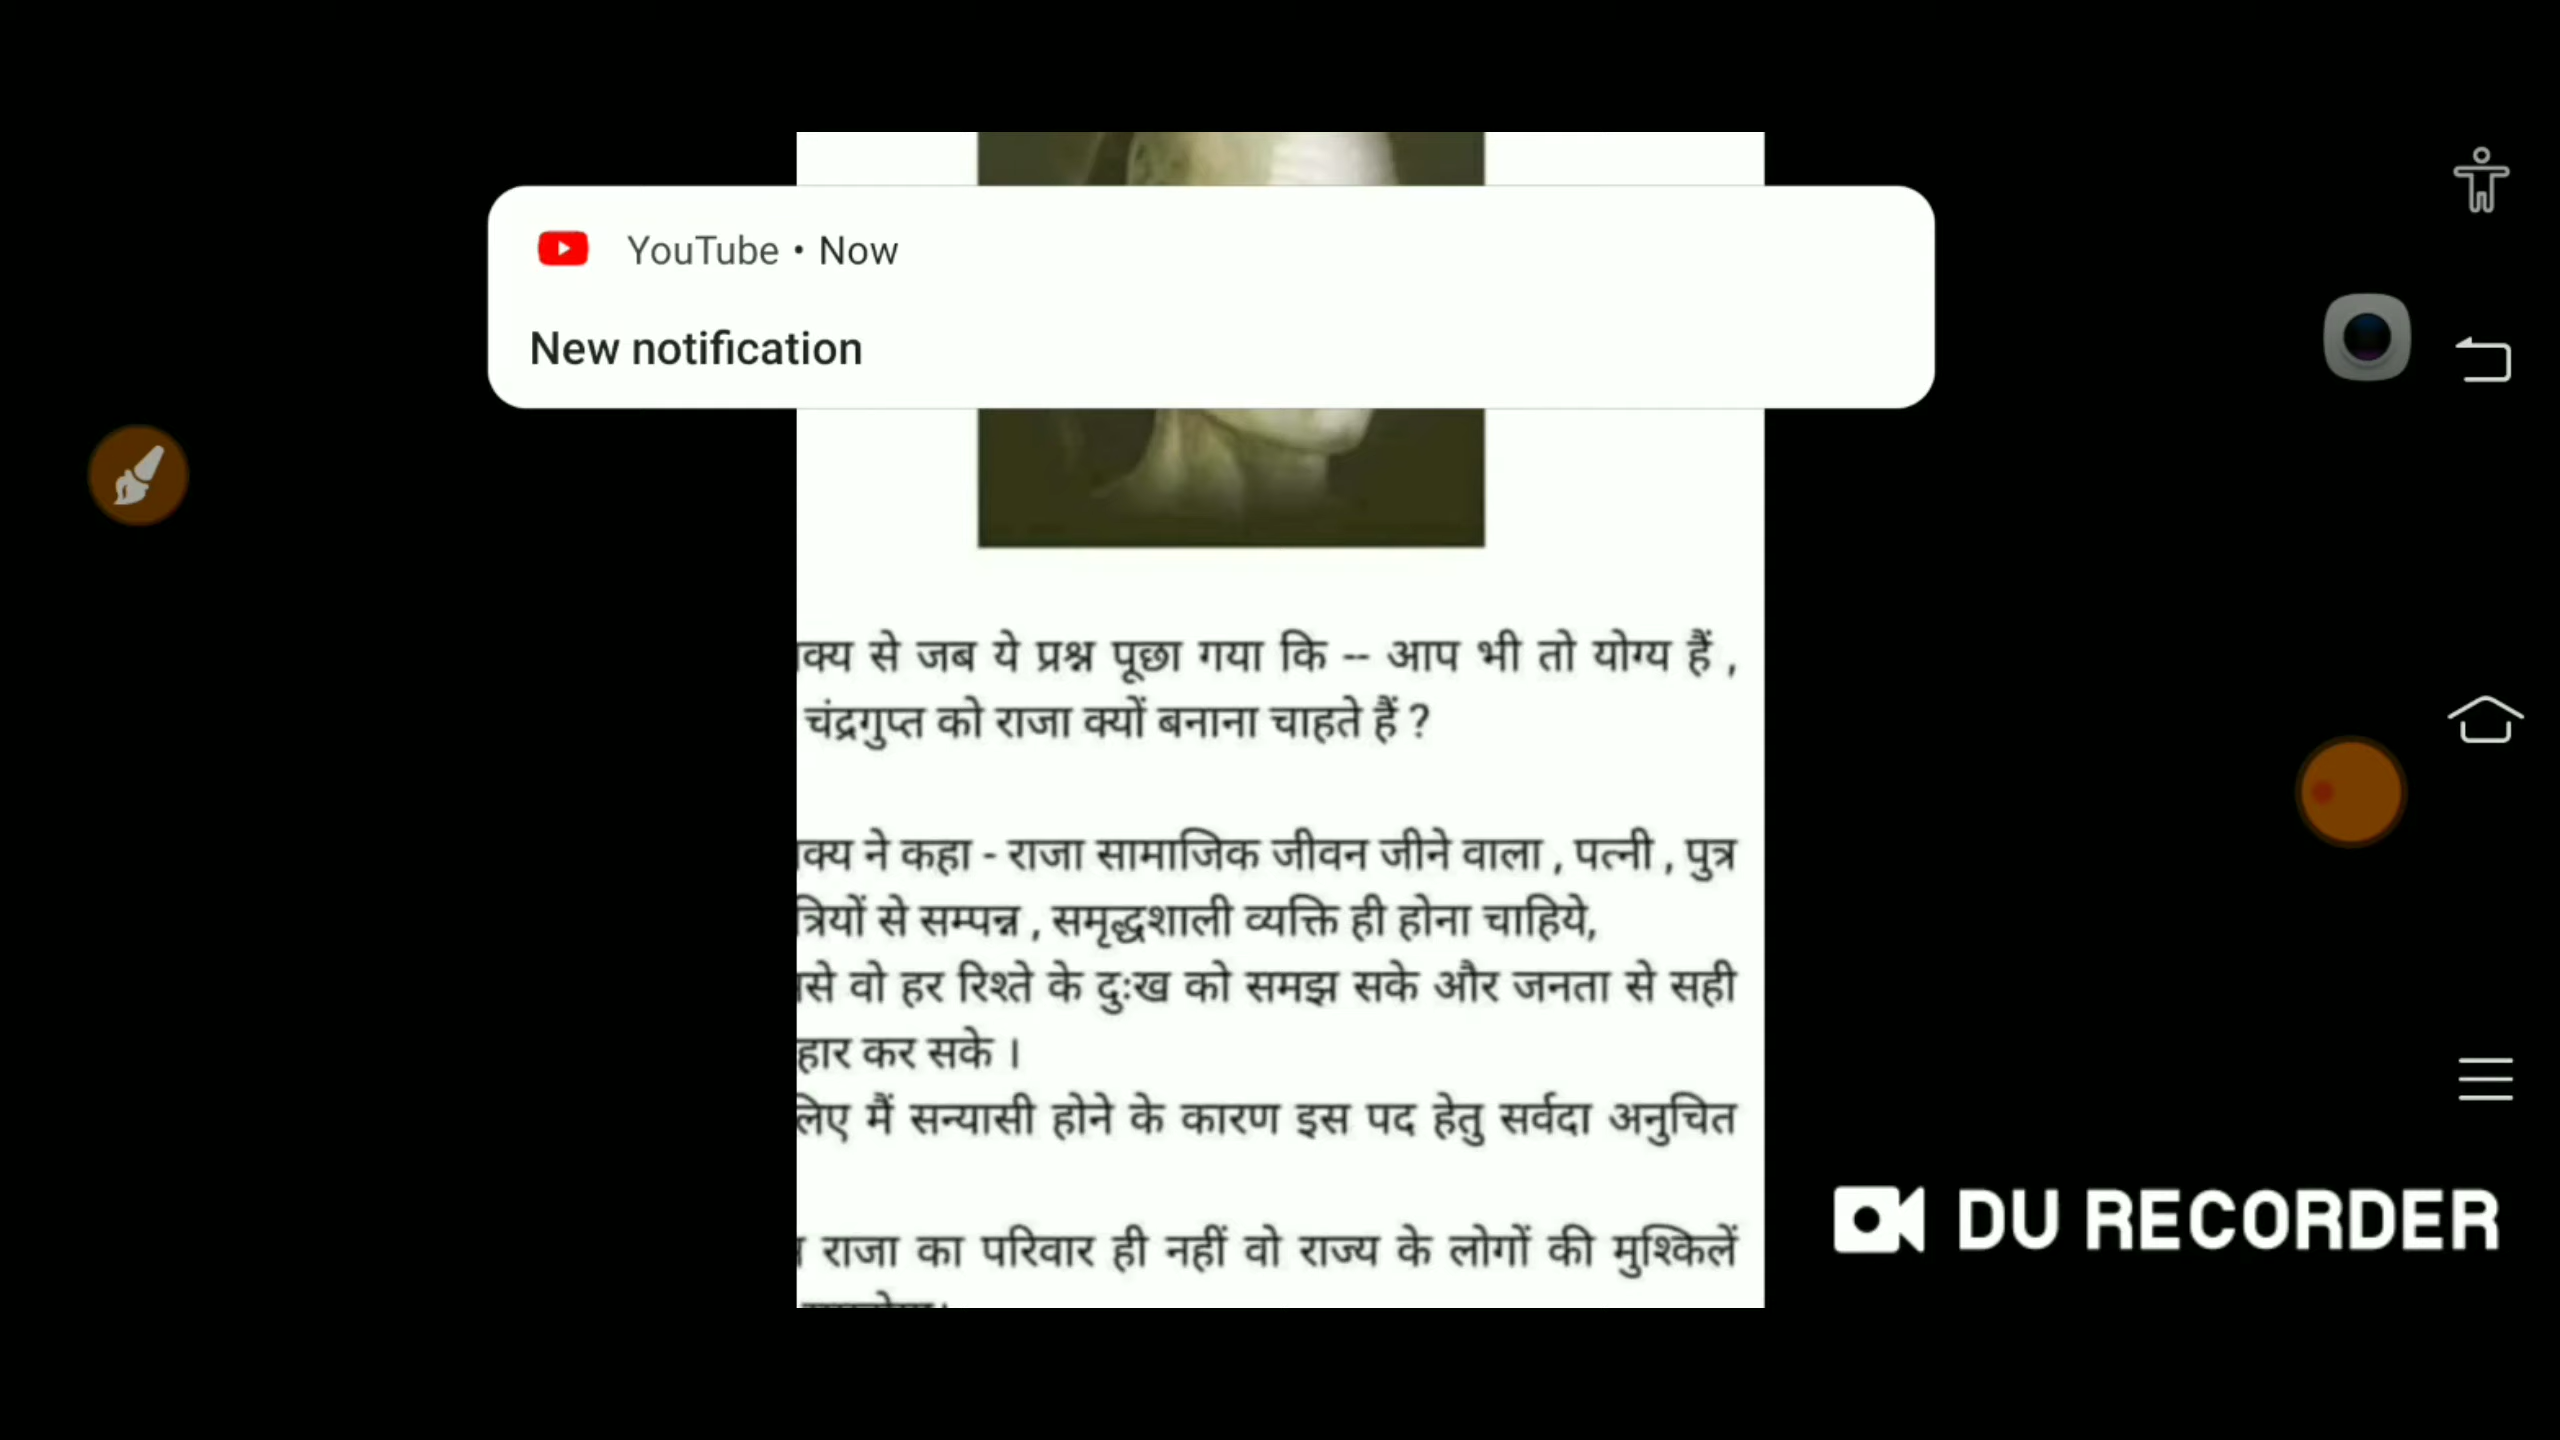 YouTube • Now
New notification
क्य से जब ये प्रश्न पूछा गया कि -- आप भी तो योग्य हैं ,
चंद्रगुप्त को राजा क्यों बनाना चाहते हैं ?
क्य ने कहा - राजा सामाजिक जीवन जीने वाला , पत्नी , पुत्र
त्रियों से सम्पन्न , समृद्धशाली व्यक्ति ही होना चाहिये,
से वो हर रिश्ते के दुःख को समझ सके और जनता से सही
हार कर सके ।
लिए मैं सन्यासी होने के कारण इस पद हेतु सर्वदा अनुचित
राजा का परिवार ही नहीं वो राज्य के लोगों की मुश्किलें
DU RECORDER